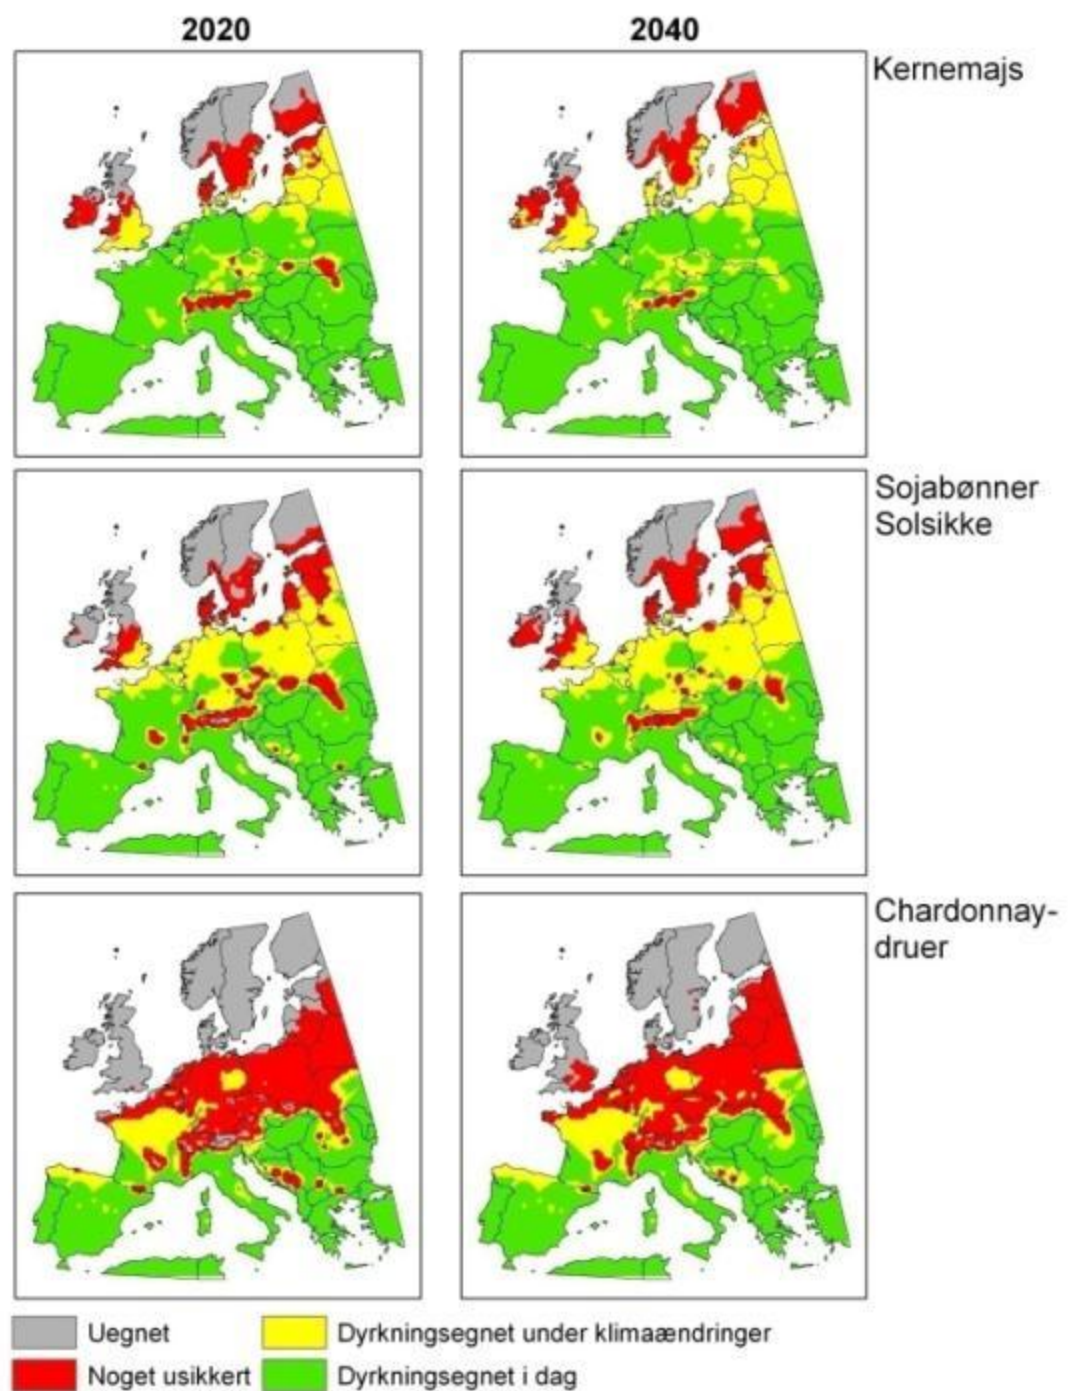 2020
2040
Kernemajs
Sojabønner
Solsikke
Chardonnay-
druer
Uegnet
Dyrkningsegnet under klimaændringer
Noget usikkert
Dyrkningsegnet i dag